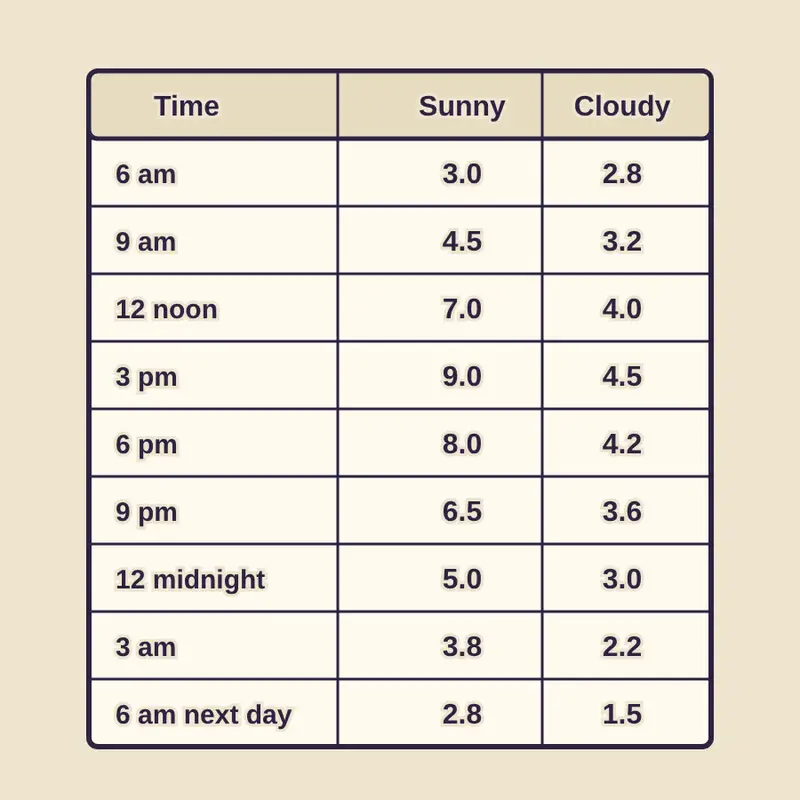 Time Sunny Cloudy
6 am 3.0 2.8
9 am 4.5 3.2
12 noon 7.0 4.0
3 pm 9.0 4.5
6 pm 8.0 4.2
9 pm 6.5 3.6
12 midnight 5.0 3.0
3 am 3.8 2.2
6 am next day 2.8 1.5